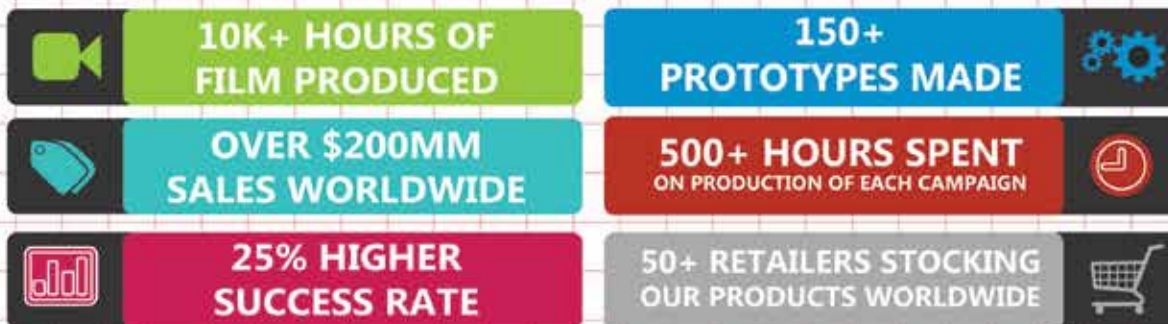 10K+ HOURS OF
FILM PRODUCED
150+
PROTOTYPES MADE
OVER $200MM
SALES WORLDWIDE
500+ HOURS SPENT
ON PRODUCTION OF EACH CAMPAIGN
25% HIGHER
SUCCESS RATE
50+ RETAILERS STOCKING
OUR PRODUCTS WORLDWIDE